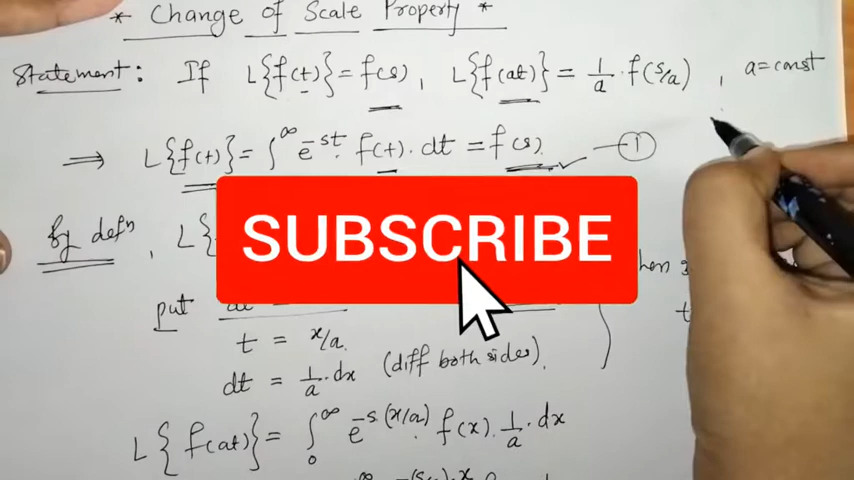 * Change of Scale Property *
Statement: If L{f(t)} = f(s), L{f(at)} = 1/a · f(s/a), a=const
⇒ L{f(t)} = ∫^∞ e^-st · f(t) · dt = f(s) ①
By defn, L{
SUBSCRIBE
put
t = x/a
dt = 1/a · dx (diff both sides).
L{f(at)} = ∫_0^∞ e^-s(x/a) · f(x) · 1/a · dx